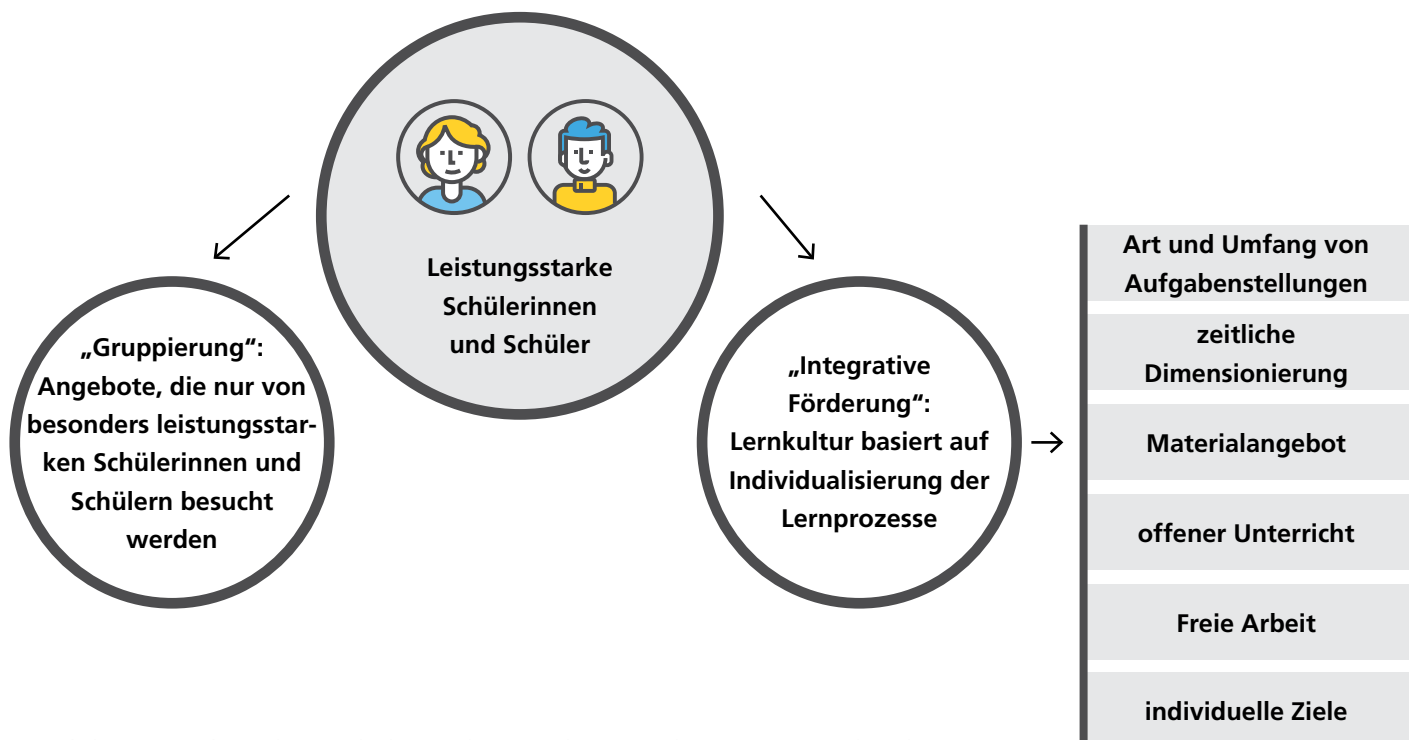 Leistungsstarke
Schülerinnen
und Schüler
„Gruppierung“:
Angebote, die nur von
besonders leistungsstar-
ken Schülerinnen und
Schülern besucht
werden
„Integrative
Förderung“:
Lernkultur basiert auf
Individualisierung der
Lernprozesse
Art und Umfang von
Aufgabenstellungen
zeitliche
Dimensionierung
Materialangebot
offener Unterricht
Freie Arbeit
individuelle Ziele